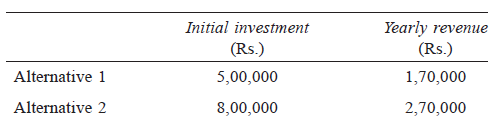 Initial investment Yearly revenue
(Rs.) (Rs.)
Alternative 1 5,00,000 1,70,000
Alternative 2 8,00,000 2,70,000